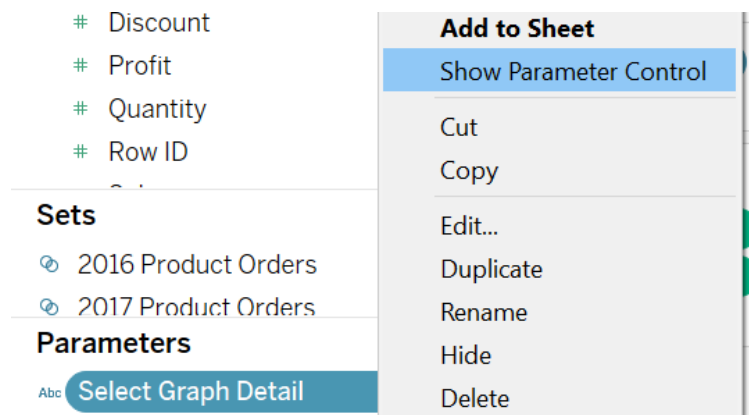 # Discount
# Profit
# Quantity
# Row ID
Sets
2016 Product Orders
2017 Product Orders
Parameters
Abc Select Graph Detail
Add to Sheet
Show Parameter Control
Cut
Copy
Edit...
Duplicate
Rename
Hide
Delete